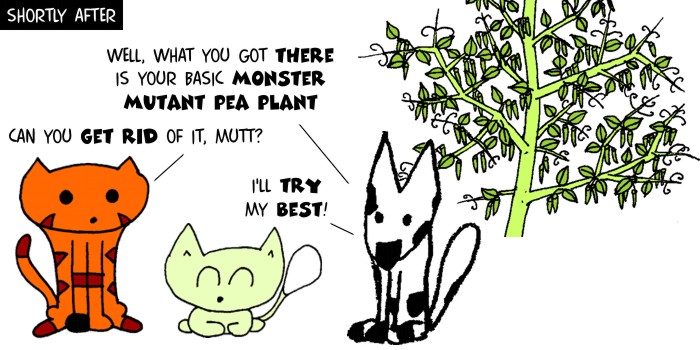 SHORTLY AFTER
WELL, WHAT YOU GOT THERE
IS YOUR BASIC MONSTER
MUTANT PEA PLANT
CAN YOU GET RID OF IT, MUTT?
I'LL TRY
MY BEST!